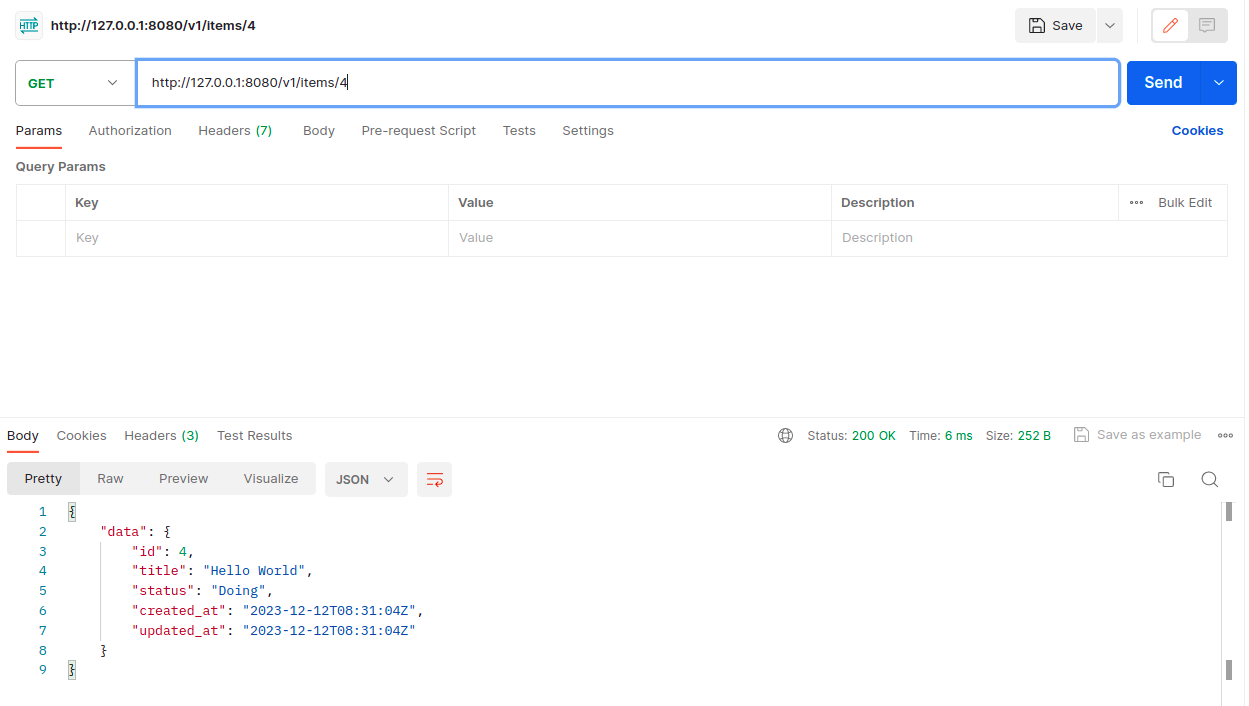 HTTP http://127.0.0.1:8080/v1/items/4 Save
GET http://127.0.0.1:8080/v1/items/4 Send
Params Authorization Headers (7) Body Pre-request Script Tests Settings Cookies
Query Params
Key Value Description Bulk Edit
Key Value Description
Body Cookies Headers (3) Test Results Status: 200 OK Time: 6 ms Size: 252 B Save as example
Pretty Raw Preview Visualize JSON
1 {
2 "data": {
3 "id": 4,
4 "title": "Hello World",
5 "status": "Doing",
6 "created_at": "2023-12-12T08:31:04Z",
7 "updated_at": "2023-12-12T08:31:04Z"
8 }
9 }